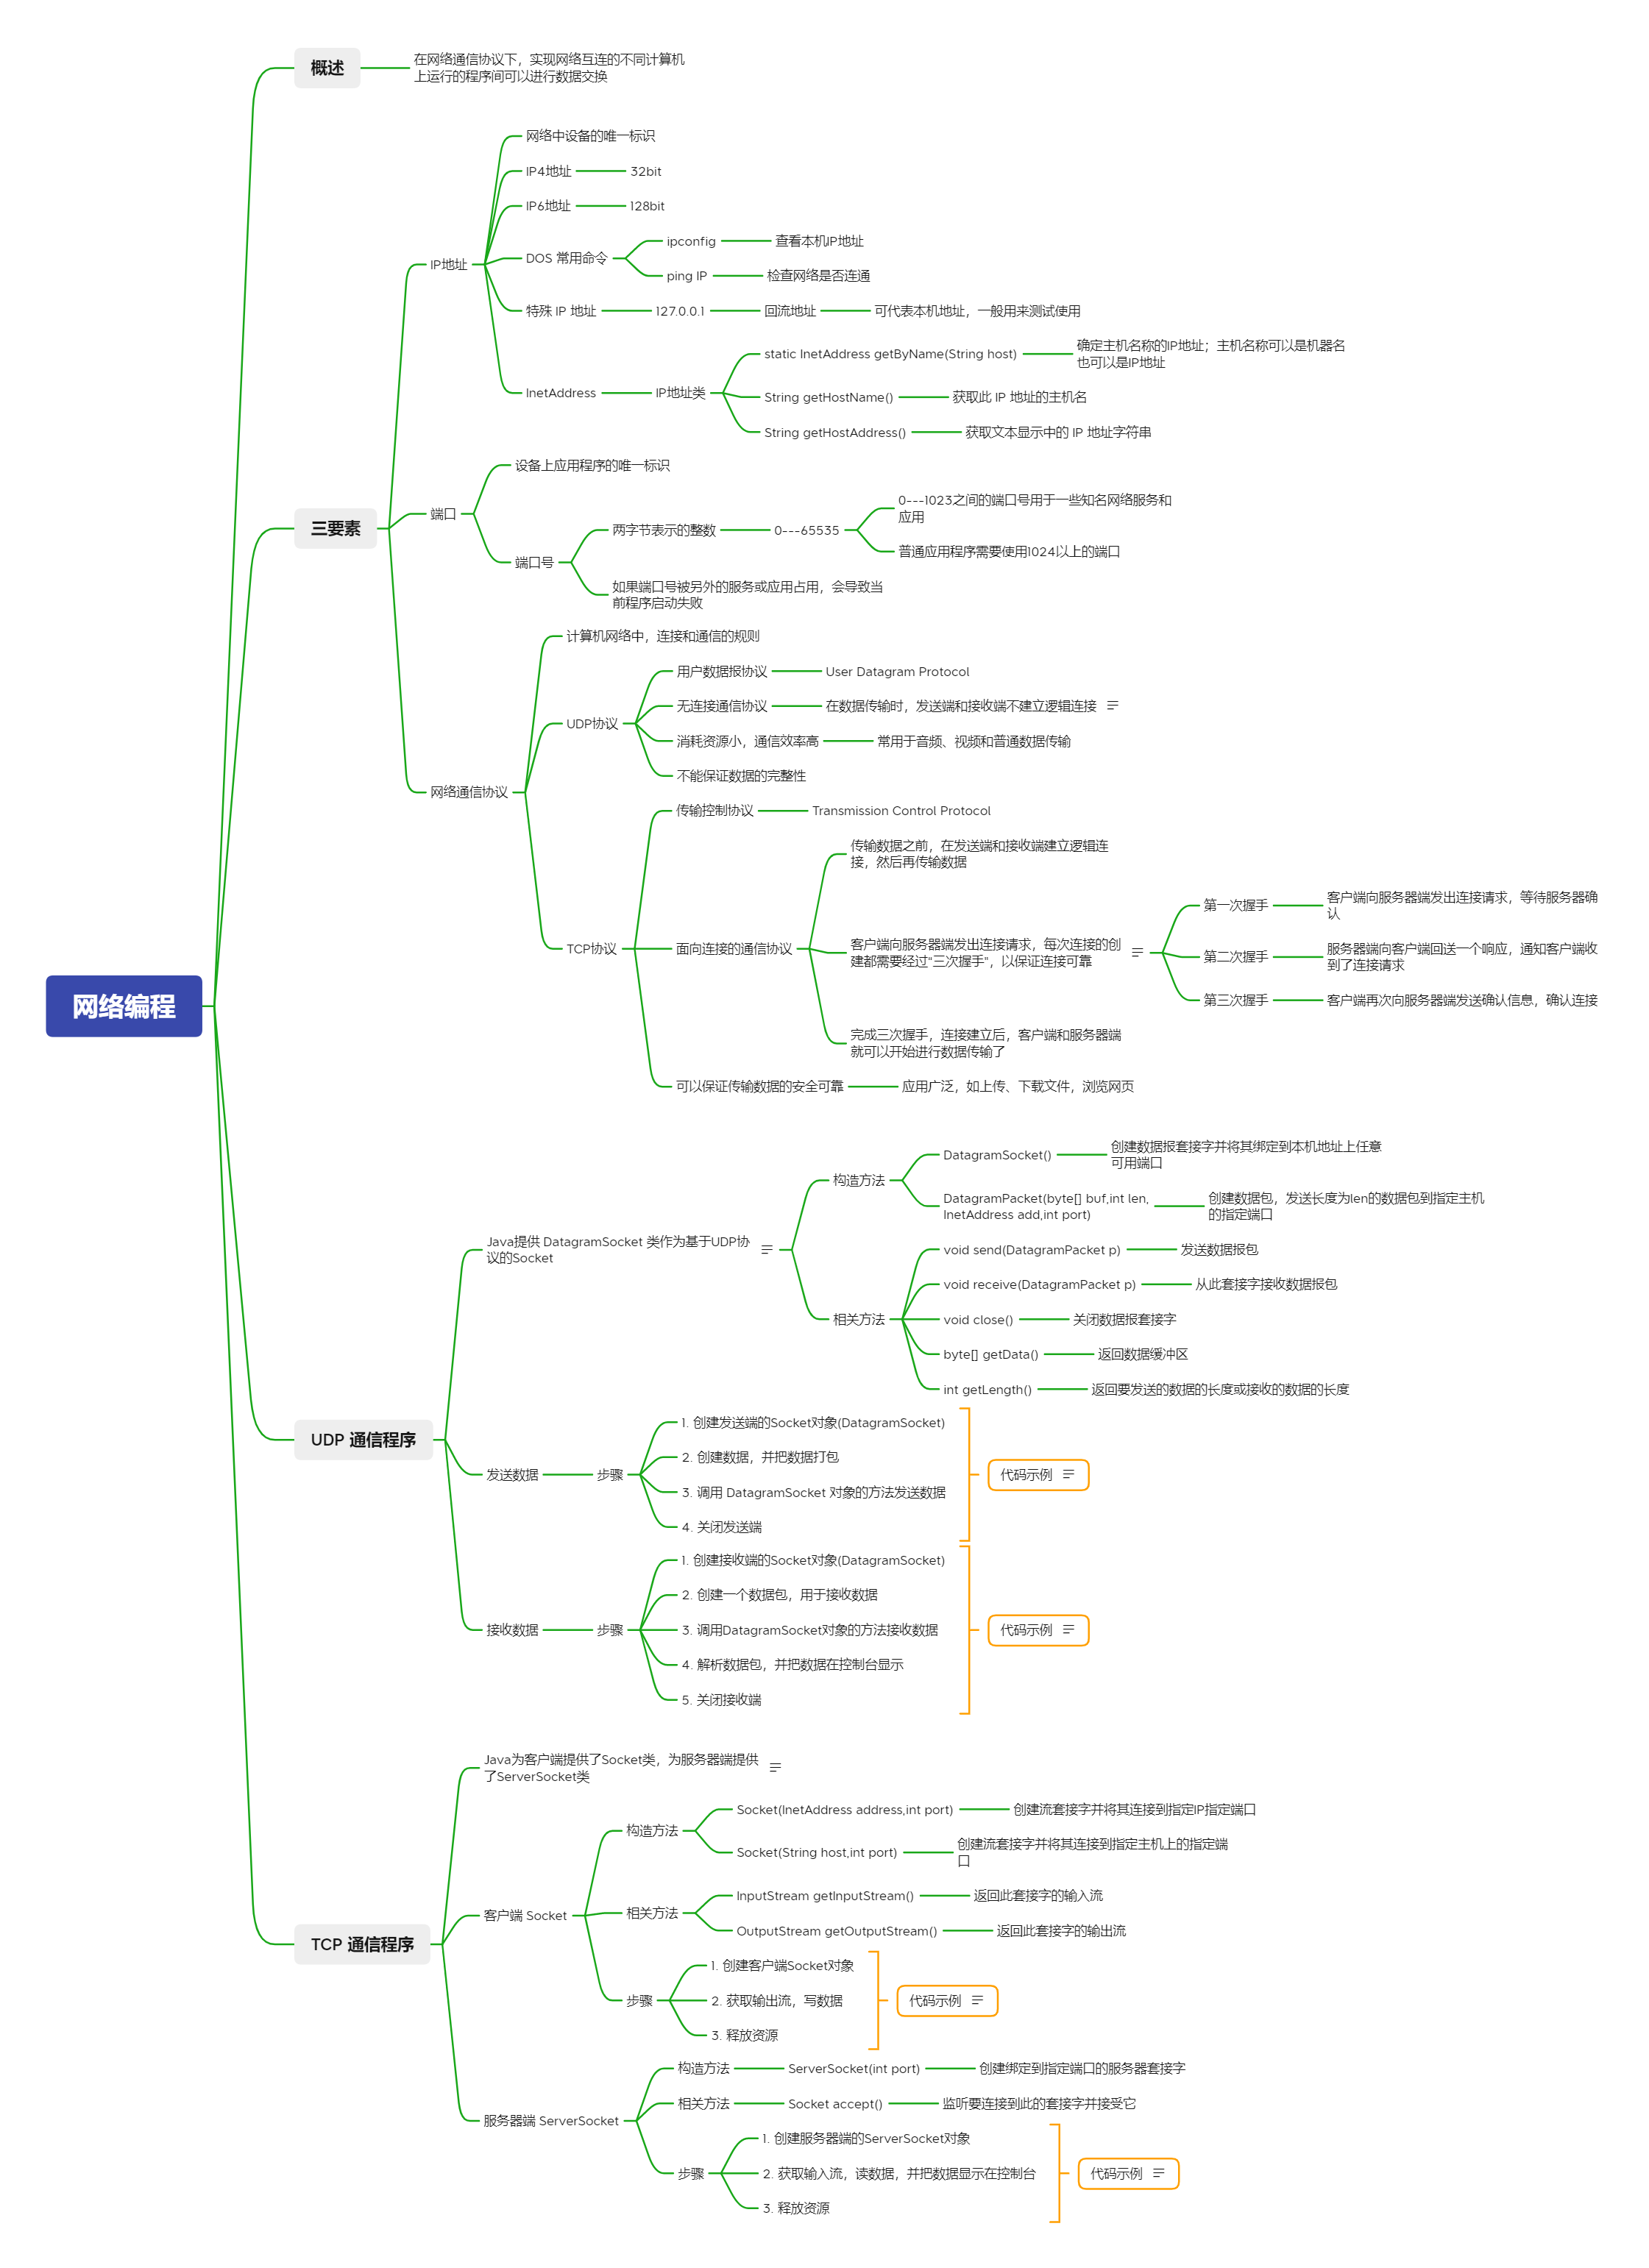 网络编程
概述
在网络通信协议下，实现网络互连的不同计算机
上运行的程序间可以进行数据交换
三要素
IP地址
网络中设备的唯一标识
IP4地址
32bit
IP6地址
128bit
DOS 常用命令
ipconfig
查看本机IP地址
ping IP
检查网络是否连通
特殊 IP 地址
127.0.0.1
回流地址
可代表本机地址，一般用来测试使用
InetAddress
IP地址类
static InetAddress getByName(String host)
确定主机名称的IP地址；主机名称可以是机器名
也可以是IP地址
String getHostName()
获取此 IP 地址的主机名
String getHostAddress()
获取文本显示中的 IP 地址字符串
端口
设备上应用程序的唯一标识
端口号
两字节表示的整数
0---65535
0---1023之间的端口号用于一些知名网络服务和
应用
普通应用程序需要使用1024以上的端口
如果端口号被另外的服务或应用占用，会导致当
前程序启动失败
网络通信协议
计算机网络中，连接和通信的规则
UDP协议
用户数据报协议
User Datagram Protocol
无连接通信协议
在数据传输时，发送端和接收端不建立逻辑连接
消耗资源小，通信效率高
常用于音频、视频和普通数据传输
不能保证数据的完整性
TCP协议
传输控制协议
Transmission Control Protocol
面向连接的通信协议
传输数据之前，在发送端和接收端建立逻辑连
接，然后再传输数据
客户端向服务器端发出连接请求，每次连接的创
建都需要经过“三次握手”，以保证连接可靠
第一次握手
客户端向服务器端发出连接请求，等待服务器确
认
第二次握手
服务器端向客户端回送一个响应，通知客户端收
到了连接请求
第三次握手
客户端再次向服务器端发送确认信息，确认连接
完成三次握手，连接建立后，客户端和服务器端
就可以开始进行数据传输了
可以保证传输数据的安全可靠
应用广泛，如上传、下载文件，浏览网页
UDP 通信程序
Java提供 DatagramSocket 类作为基于UDP协
议的Socket
构造方法
DatagramSocket()
创建数据报套接字并将其绑定到本机地址上任意
可用端口
DatagramPacket(byte[] buf,int len,
InetAddress add,int port)
创建数据包，发送长度为len的数据包到指定主机
的指定端口
相关方法
void send(DatagramPacket p)
发送数据报包
void receive(DatagramPacket p)
从此套接字接收数据报包
void close()
关闭数据报套接字
byte[] getData()
返回数据缓冲区
int getLength()
返回要发送的数据的长度或接收的数据的长度
发送数据
步骤
1. 创建发送端的Socket对象(DatagramSocket)
2. 创建数据，并把数据打包
3. 调用 DatagramSocket 对象的方法发送数据
4. 关闭发送端
代码示例
接收数据
步骤
1. 创建接收端的Socket对象(DatagramSocket)
2. 创建一个数据包，用于接收数据
3. 调用DatagramSocket对象的方法接收数据
4. 解析数据包，并把数据在控制台显示
5. 关闭接收端
代码示例
TCP 通信程序
Java为客户端提供了Socket类，为服务器端提供
了ServerSocket类
客户端 Socket
构造方法
Socket(InetAddress address,int port)
创建流套接字并将其连接到指定IP指定端口
Socket(String host,int port)
创建流套接字并将其连接到指定主机上的指定端
口
相关方法
InputStream getInputStream()
返回此套接字的输入流
OutputStream getOutputStream()
返回此套接字的输出流
步骤
1. 创建客户端Socket对象
2. 获取输出流，写数据
3. 释放资源
代码示例
服务器端 ServerSocket
构造方法
ServerSocket(int port)
创建绑定到指定端口的服务器套接字
相关方法
Socket accept()
监听要连接到此的套接字并接受它
步骤
1. 创建服务器端的ServerSocket对象
2. 获取输入流，读数据，并把数据显示在控制台
3. 释放资源
代码示例